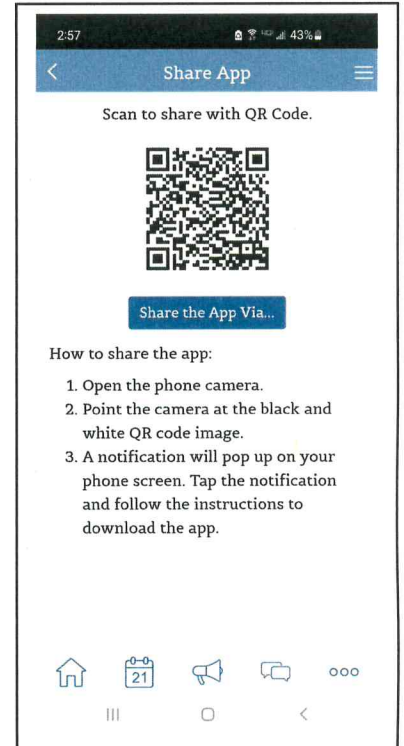 2:57 43%
Share App
Scan to share with QR Code.
Share the App Via...
How to share the app:
1. Open the phone camera.
2. Point the camera at the black and
white QR code image.
3. A notification will pop up on your
phone screen. Tap the notification
and follow the instructions to
download the app.
21